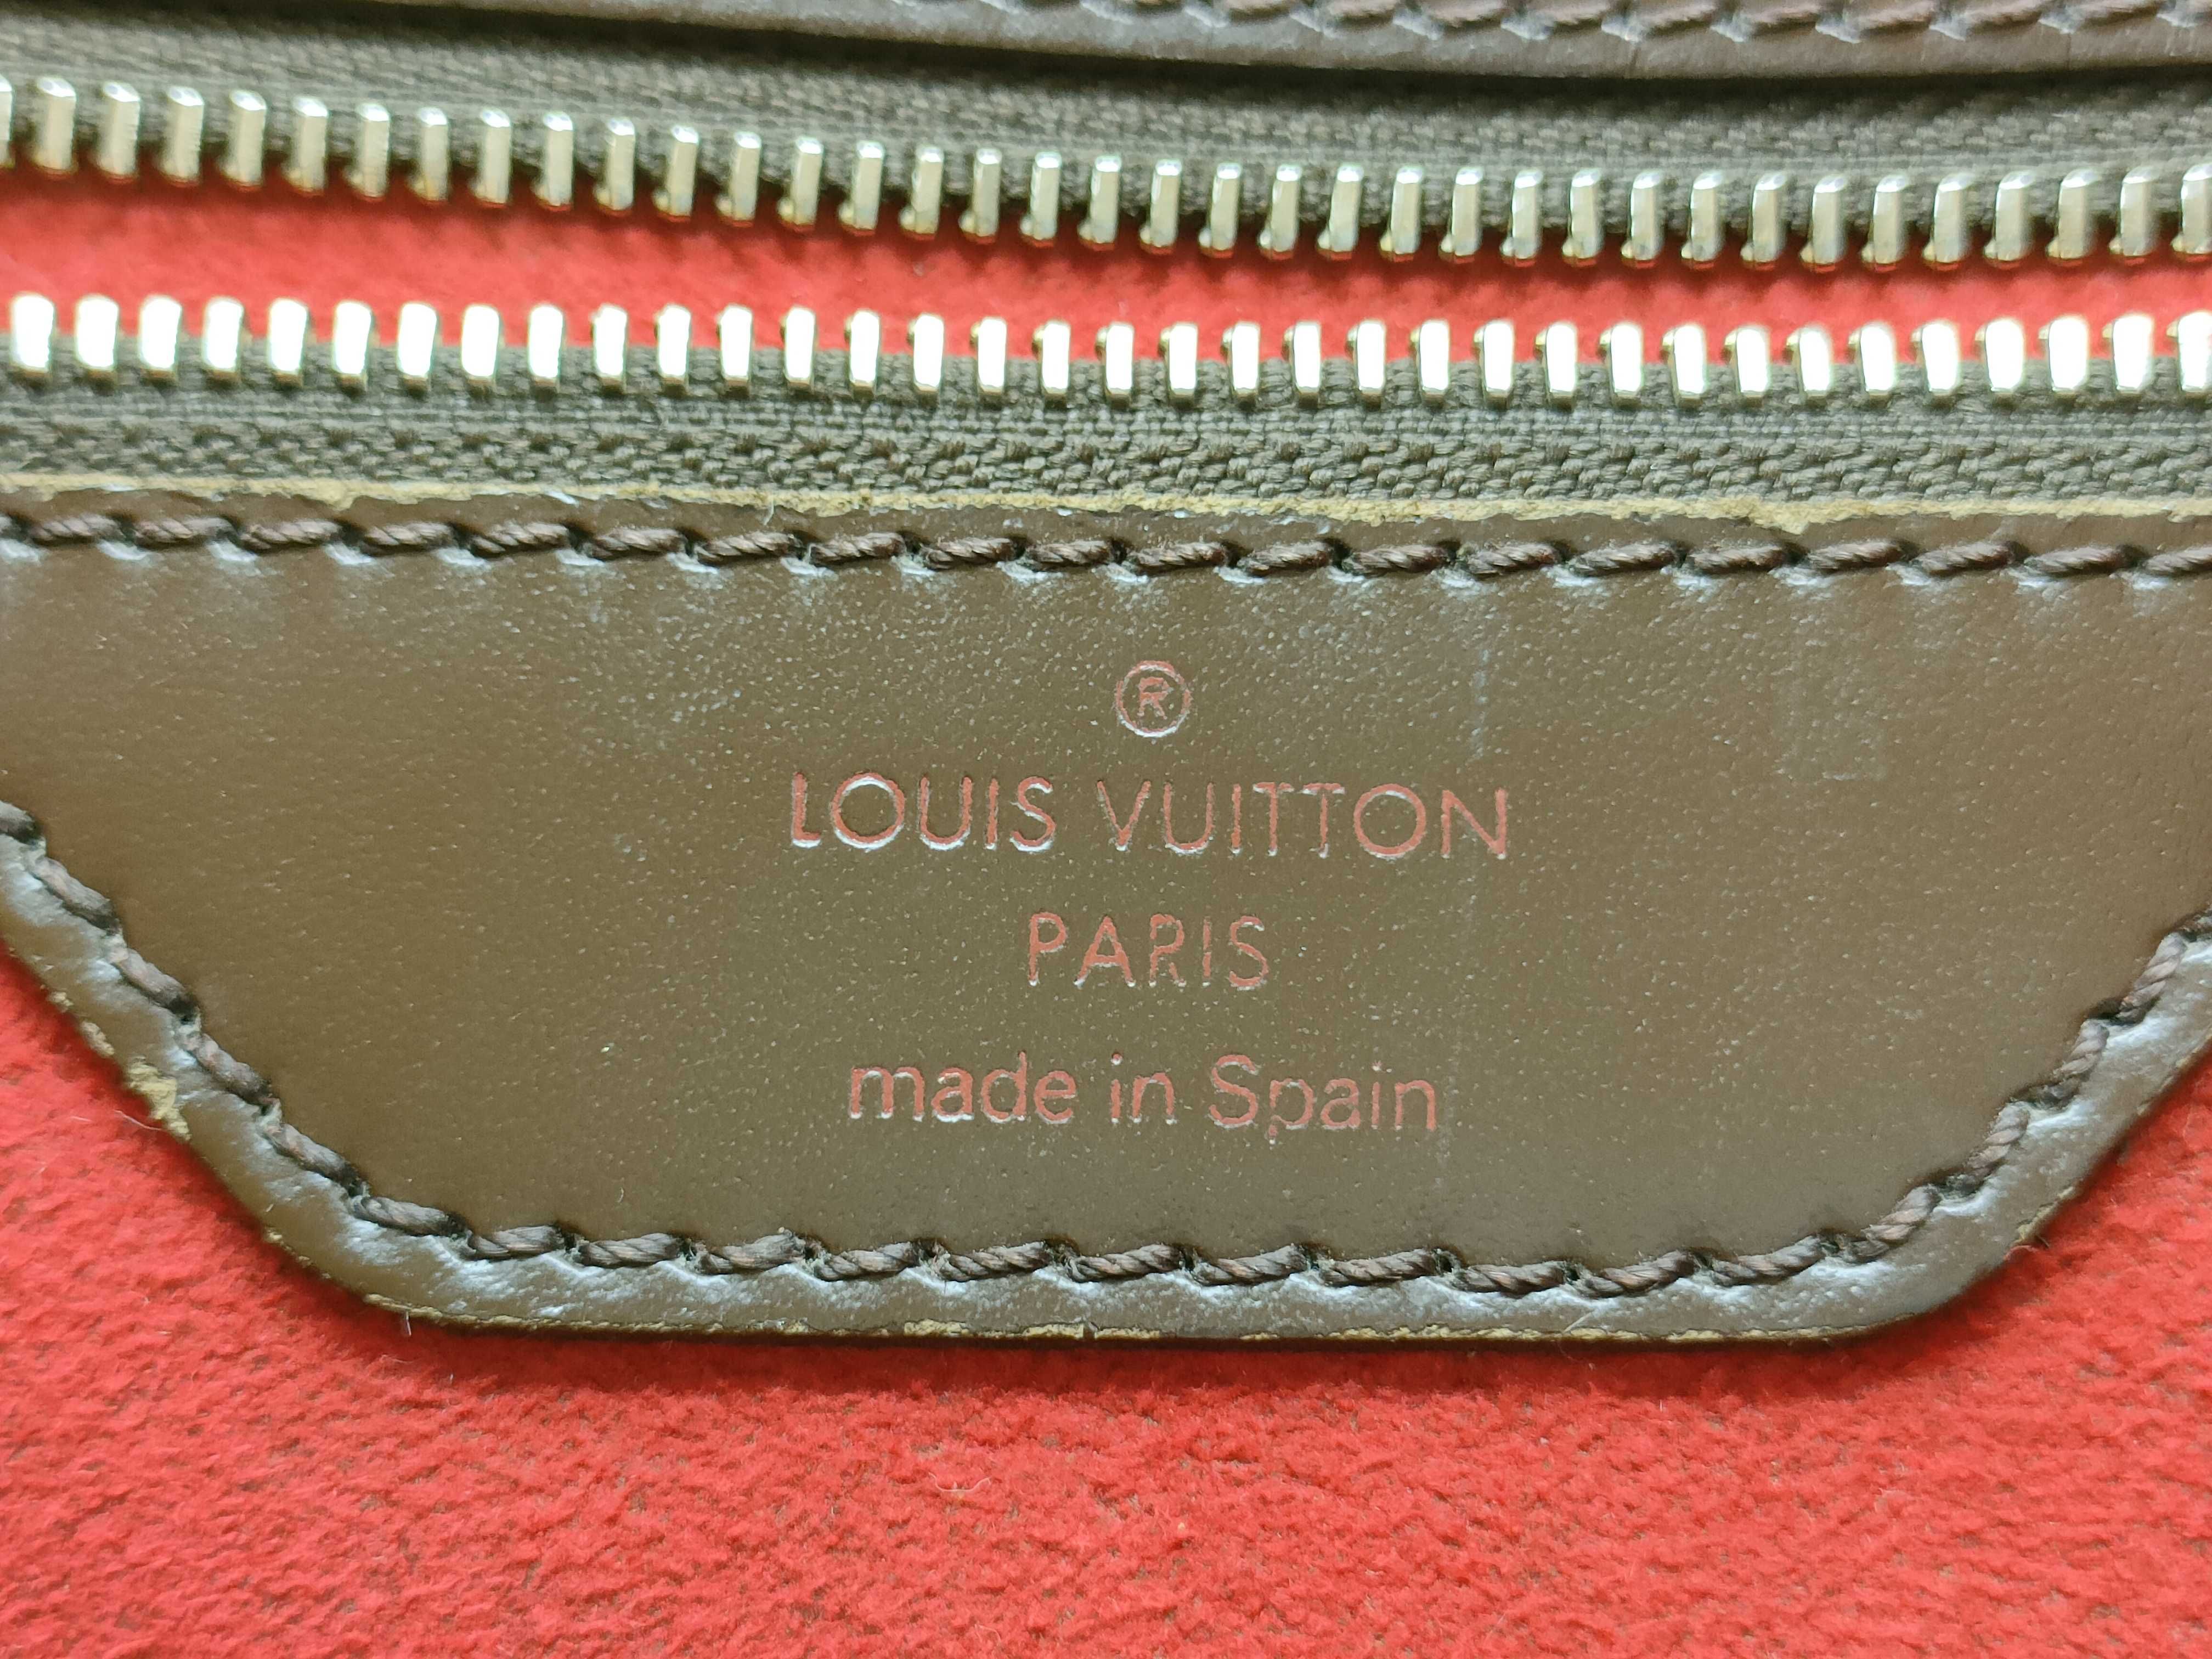 ®
LOUIS VUITTON
PARIS
made in Spain